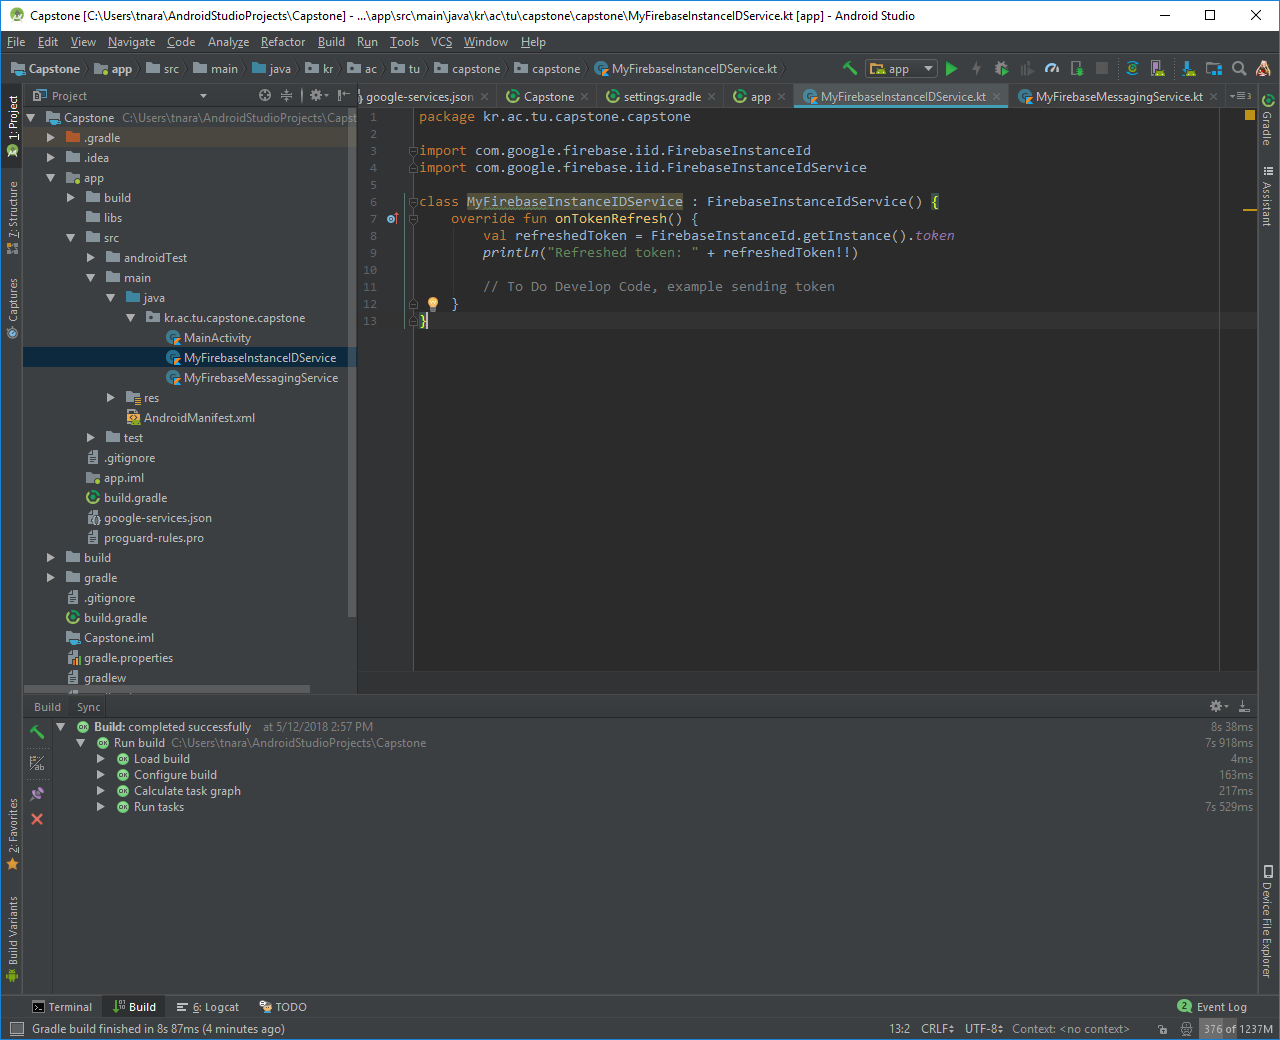 Capstone [C:\Users\tnara\AndroidStudioProjects\Capstone] - ...\app\src\main\java\kr\ac\tu\capstone\capstone\MyFirebaseInstanceIDService.kt [app] - Android Studio
File Edit View Navigate Code Analyze Refactor Build Run Tools VCS Window Help
Capstone app src main java kr ac tu capstone capstone MyFirebaseInstanceIDService.kt app
Project google-services.json Capstone settings.gradle app MyFirebaseInstanceIDService.kt MyFirebaseMessagingService.kt 3
1: Project
7: Structure
Captures
2: Favorites
Build Variants
Capstone C:\Users\tnara\AndroidStudioProjects\Capst
.gradle
.idea
app
build
libs
src
androidTest
main
java
kr.ac.tu.capstone.capstone
MainActivity
MyFirebaseInstanceIDService
MyFirebaseMessagingService
res
AndroidManifest.xml
test
.gitignore
app.iml
build.gradle
google-services.json
proguard-rules.pro
build
gradle
.gitignore
build.gradle
Capstone.iml
gradle.properties
gradlew
1 package kr.ac.tu.capstone.capstone
2
3 import com.google.firebase.iid.FirebaseInstanceId
4 import com.google.firebase.iid.FirebaseInstanceIdService
5
6 class MyFirebaseInstanceIDService : FirebaseInstanceIdService() {
7 override fun onTokenRefresh() {
8 val refreshedToken = FirebaseInstanceId.getInstance().token
9 println("Refreshed token: " + refreshedToken!!)
10
11 // To Do Develop Code, example sending token
12 }
13 }
Gradle
Assistant
Device File Explorer
Build Sync
Build: completed successfully at 5/12/2018 2:57 PM 8s 38ms
Run build C:\Users\tnara\AndroidStudioProjects\Capstone 7s 918ms
Load build 4ms
Configure build 163ms
Calculate task graph 217ms
Run tasks 7s 529ms
Terminal Build 6: Logcat TODO 2 Event Log
Gradle build finished in 8s 87ms (4 minutes ago) 13:2 CRLF UTF-8 Context: <no context> 376 of 1237M